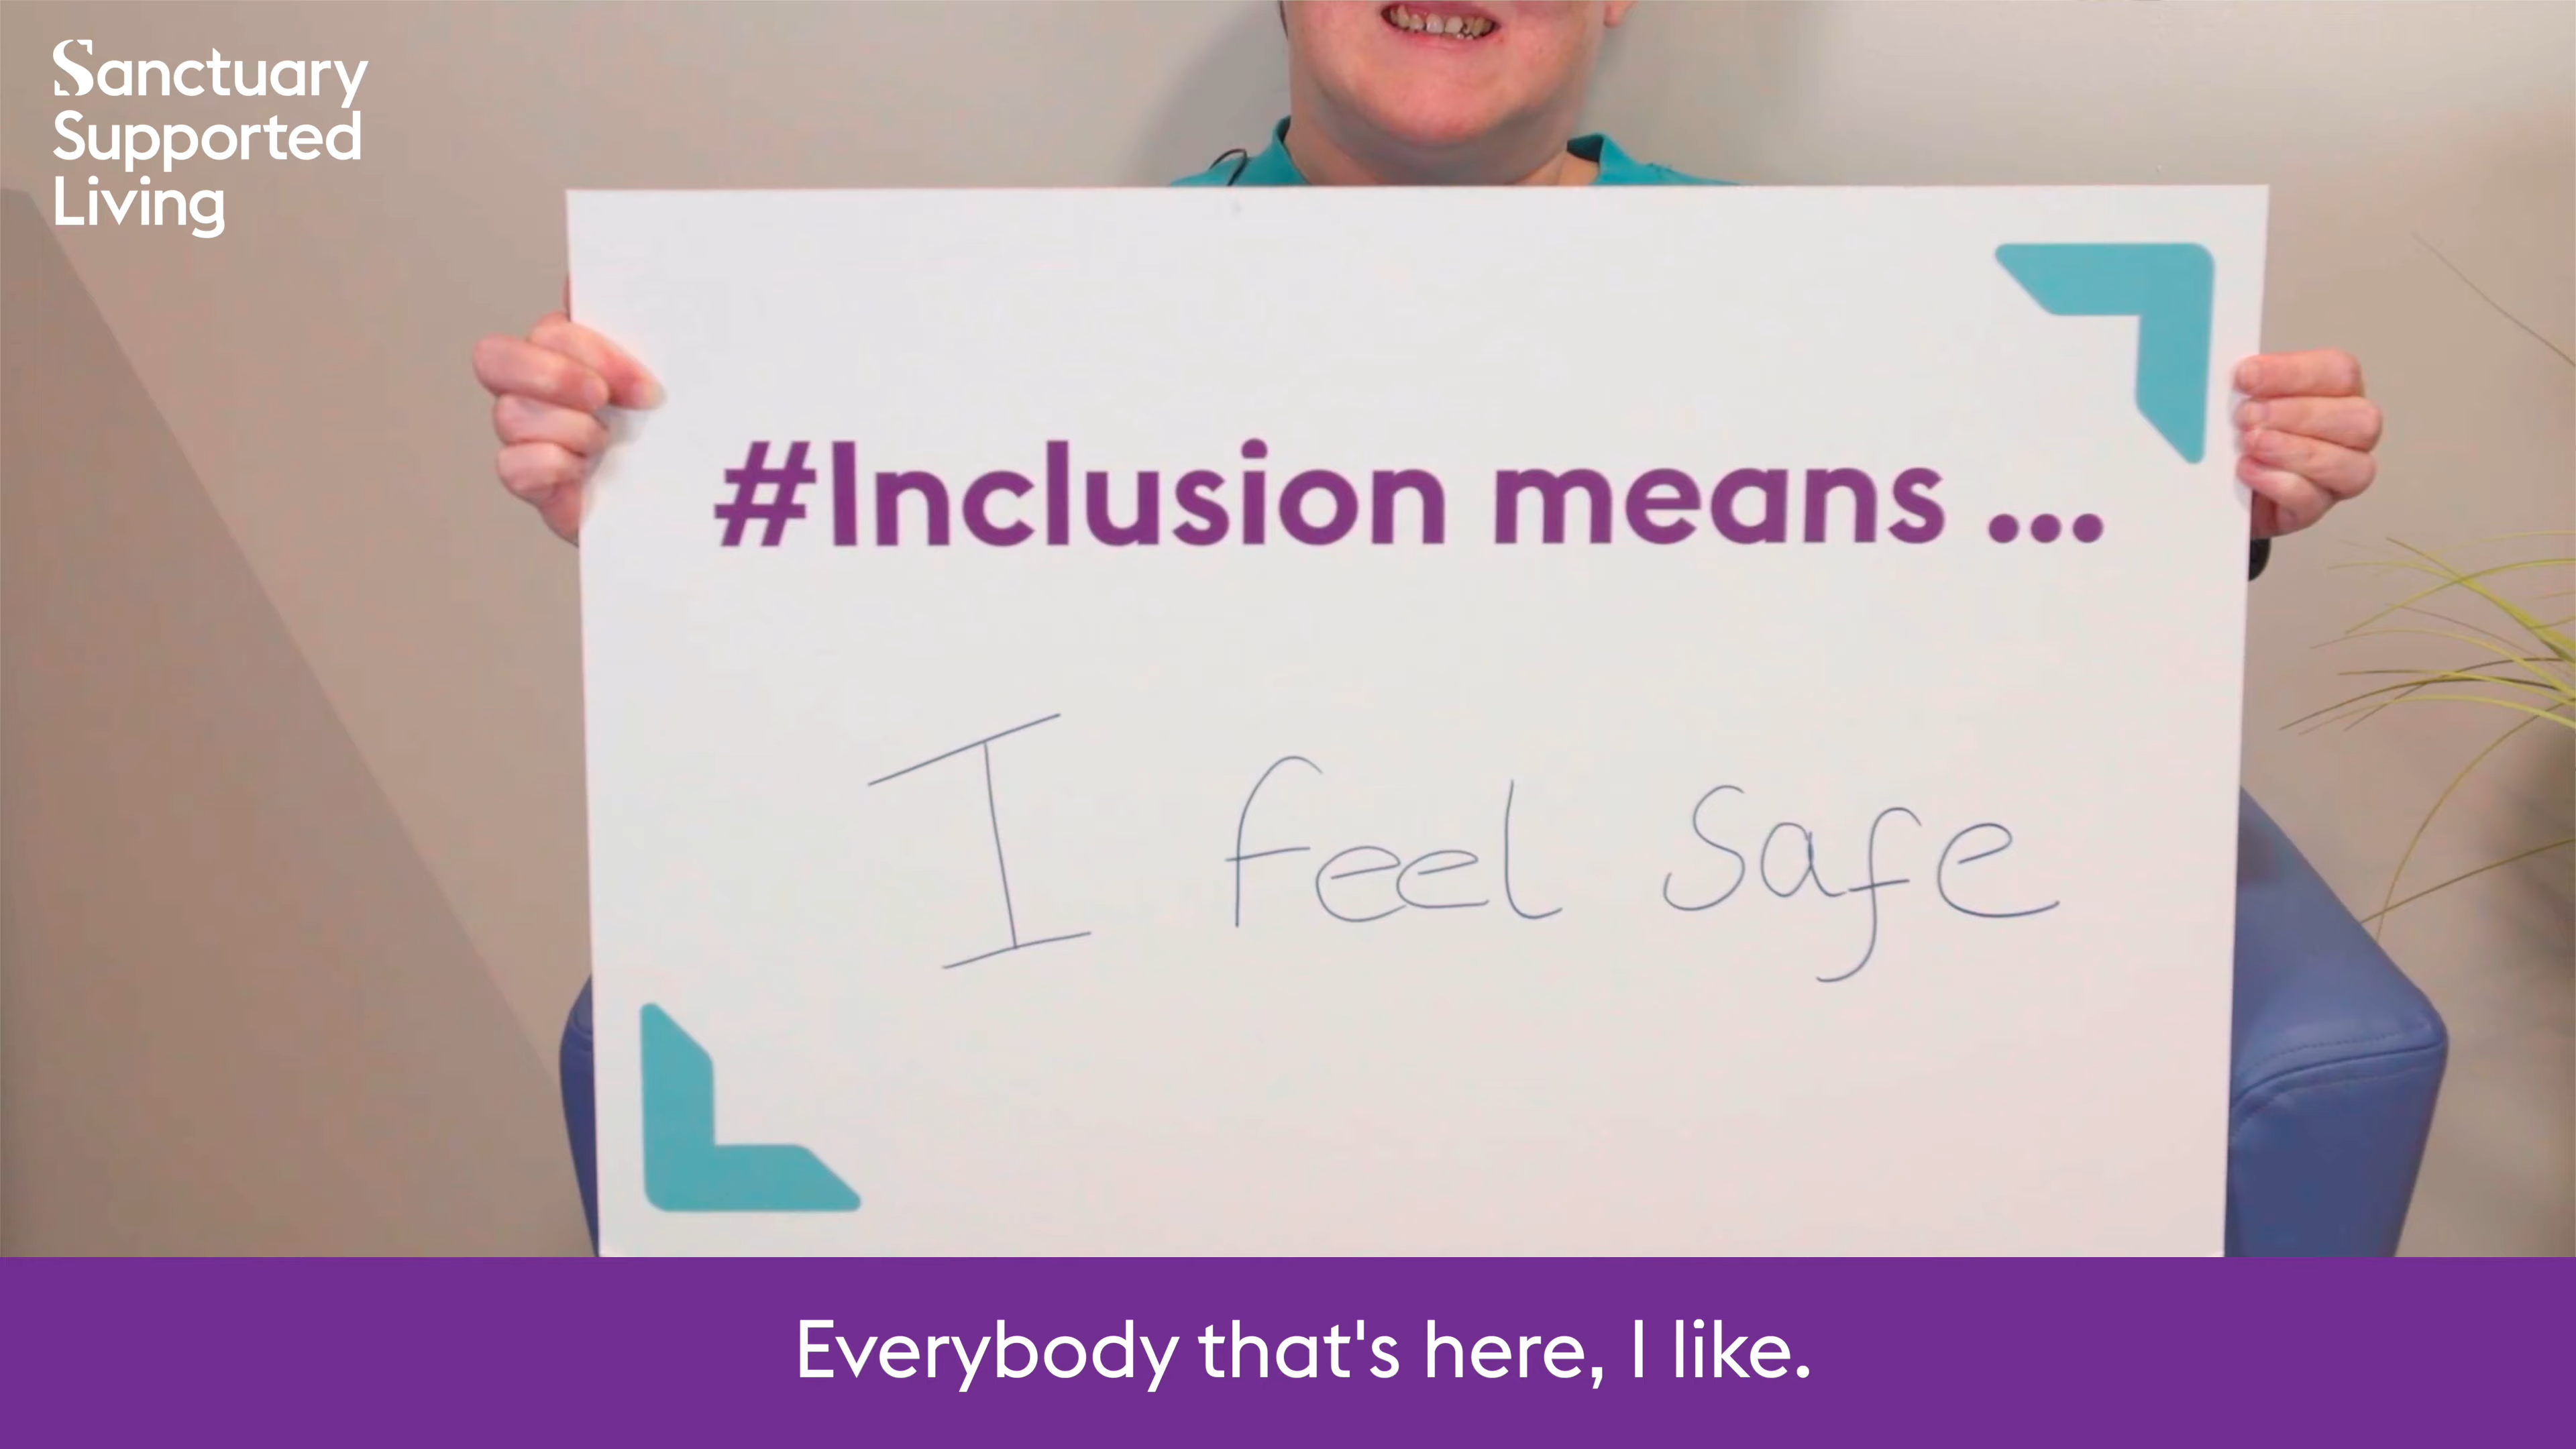 Sanctuary
Supported
Living
#Inclusion means ...
I feel safe
Everybody that's here, I like.